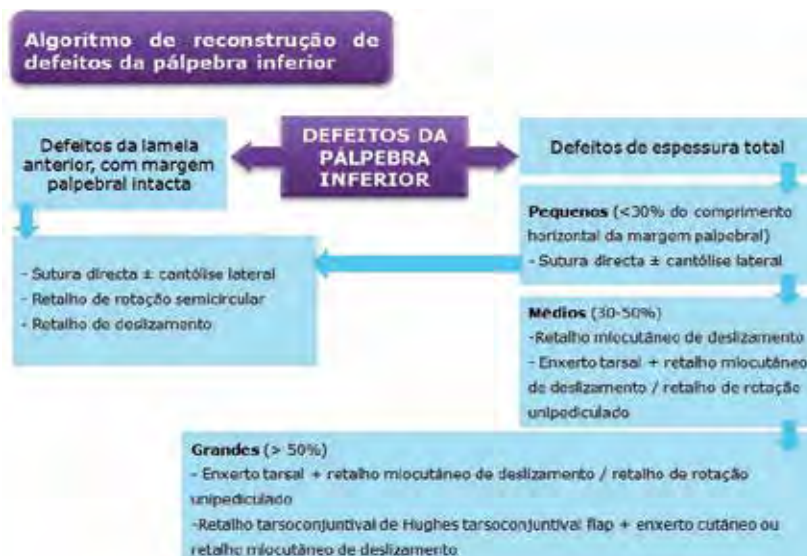 Algoritmo de reconstrução de
defeitos da pálpebra inferior
DEFEITOS DA
PÁLPEBRA
INFERIOR
Defeitos da lamela
anterior, com margem
palpebral intacta
- Sutura directa ± cantólise lateral
- Retalho de rotação semicircular
- Retalho de deslizamento
Defeitos de espessura total
Pequenos (<30% do comprimento
horizontal da margem palpebral)
- Sutura directa ± cantólise lateral
Médios (30-50%)
-Retalho miocutâneo de deslizamento
- Enxerto tarsal + retalho miocutâneo
de deslizamento / retalho de rotação
unipediculado
Grandes (> 50%)
- Enxerto tarsal + retalho miocutâneo de deslizamento / retalho de rotação
unipediculado
-Retalho tarsoconjuntival de Hughes tarsoconjuntival flap + enxerto cutâneo ou
retalho miocutâneo de deslizamento